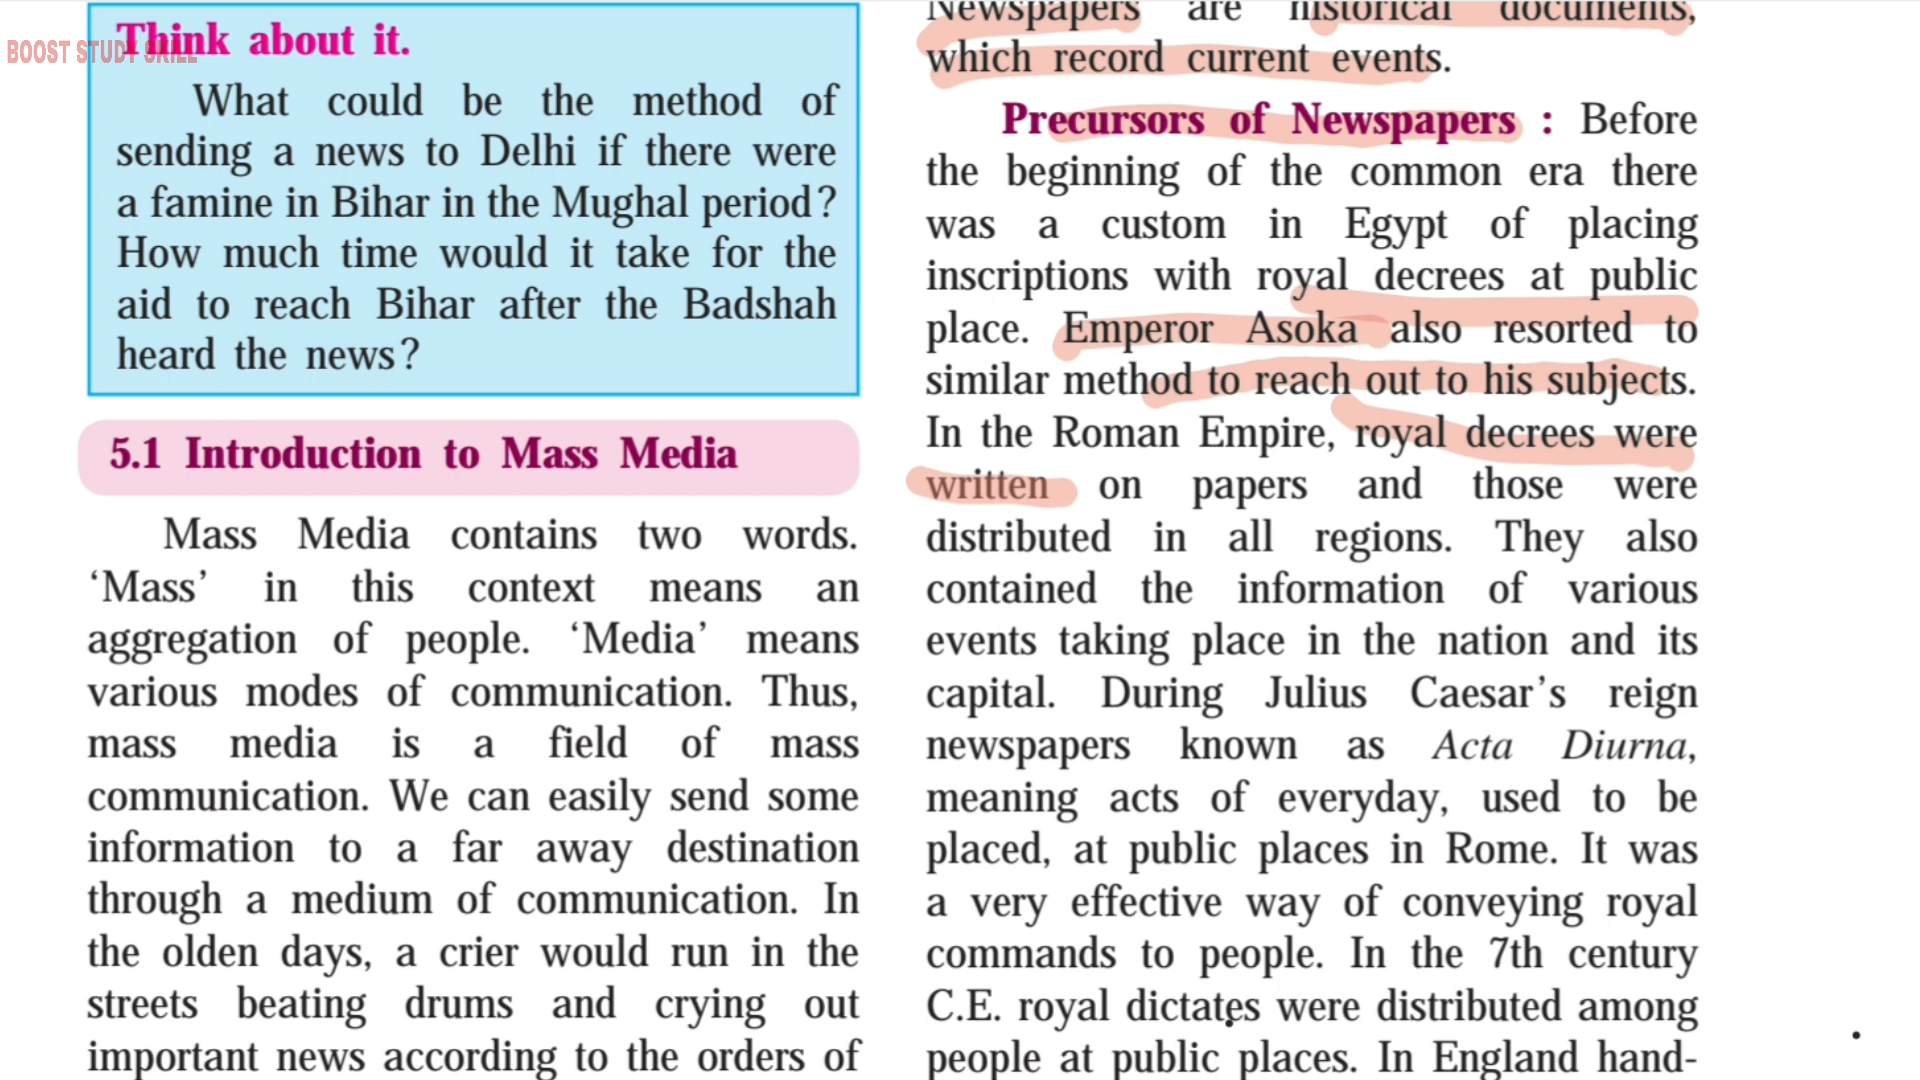 BOOST STUDY SKILL
Think about it.
What could be the method of
sending a news to Delhi if there were
a famine in Bihar in the Mughal period?
How much time would it take for the
aid to reach Bihar after the Badshah
heard the news?
5.1 Introduction to Mass Media
Mass Media contains two words.
‘Mass’ in this context means an
aggregation of people. ‘Media’ means
various modes of communication. Thus,
mass media is a field of mass
communication. We can easily send some
information to a far away destination
through a medium of communication. In
the olden days, a crier would run in the
streets beating drums and crying out
important news according to the orders of
Newspapers are historical documents,
which record current events.
Precursors of Newspapers : Before
the beginning of the common era there
was a custom in Egypt of placing
inscriptions with royal decrees at public
place. Emperor Asoka also resorted to
similar method to reach out to his subjects.
In the Roman Empire, royal decrees were
written on papers and those were
distributed in all regions. They also
contained the information of various
events taking place in the nation and its
capital. During Julius Caesar’s reign
newspapers known as Acta Diurna,
meaning acts of everyday, used to be
placed, at public places in Rome. It was
a very effective way of conveying royal
commands to people. In the 7th century
C.E. royal dictates were distributed among
people at public places. In England hand-